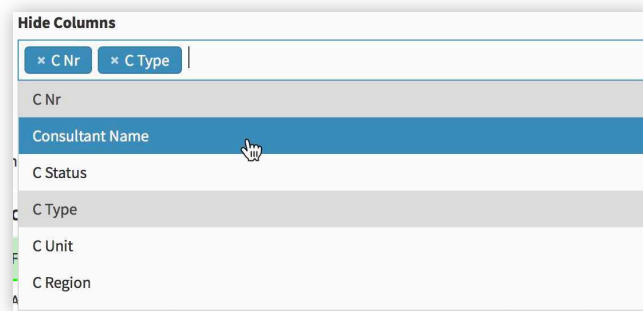 Hide Columns
× C Nr × C Type
C Nr
Consultant Name
C Status
C Type
C Unit
C Region